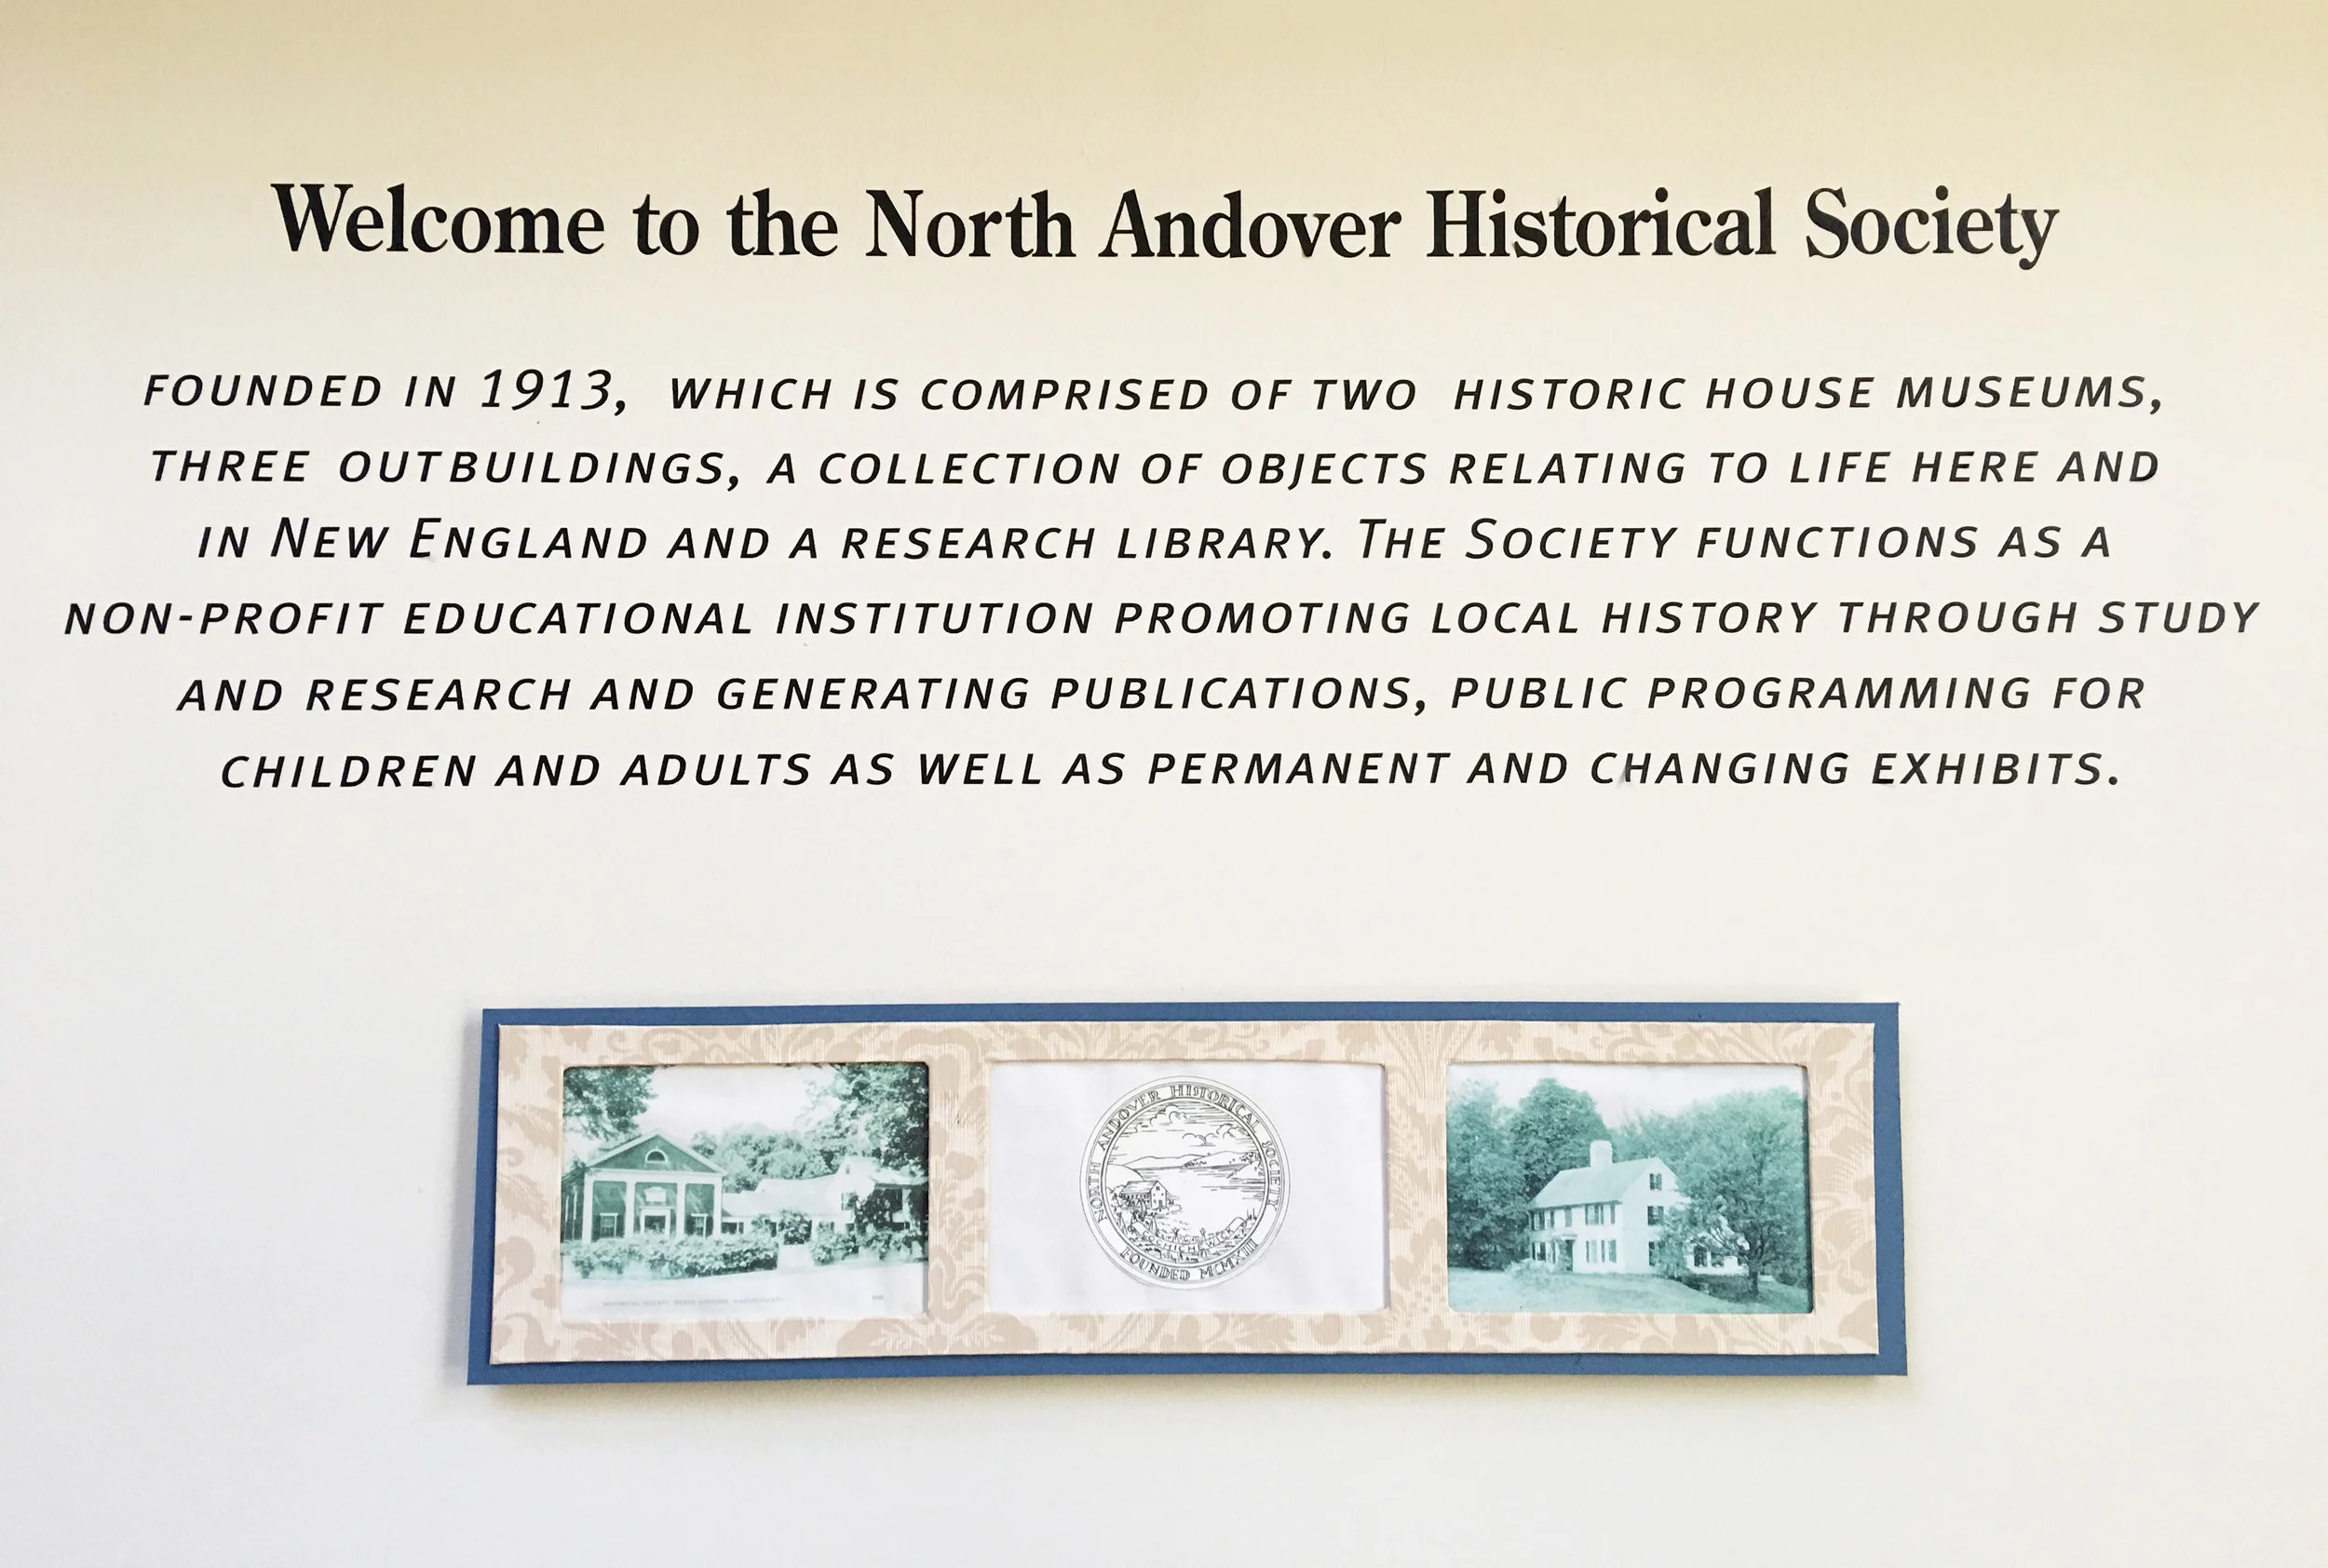 Welcome to the North Andover Historical Society
FOUNDED IN 1913, WHICH IS COMPRISED OF TWO HISTORIC HOUSE MUSEUMS,
THREE OUTBUILDINGS, A COLLECTION OF OBJECTS RELATING TO LIFE HERE AND
IN NEW ENGLAND AND A RESEARCH LIBRARY. THE SOCIETY FUNCTIONS AS A
NON-PROFIT EDUCATIONAL INSTITUTION PROMOTING LOCAL HISTORY THROUGH STUDY
AND RESEARCH AND GENERATING PUBLICATIONS, PUBLIC PROGRAMMING FOR
CHILDREN AND ADULTS AS WELL AS PERMANENT AND CHANGING EXHIBITS.
NORTH ANDOVER HISTORICAL SOCIETY
COCHICHEWICK
FOUNDED MCMXIII